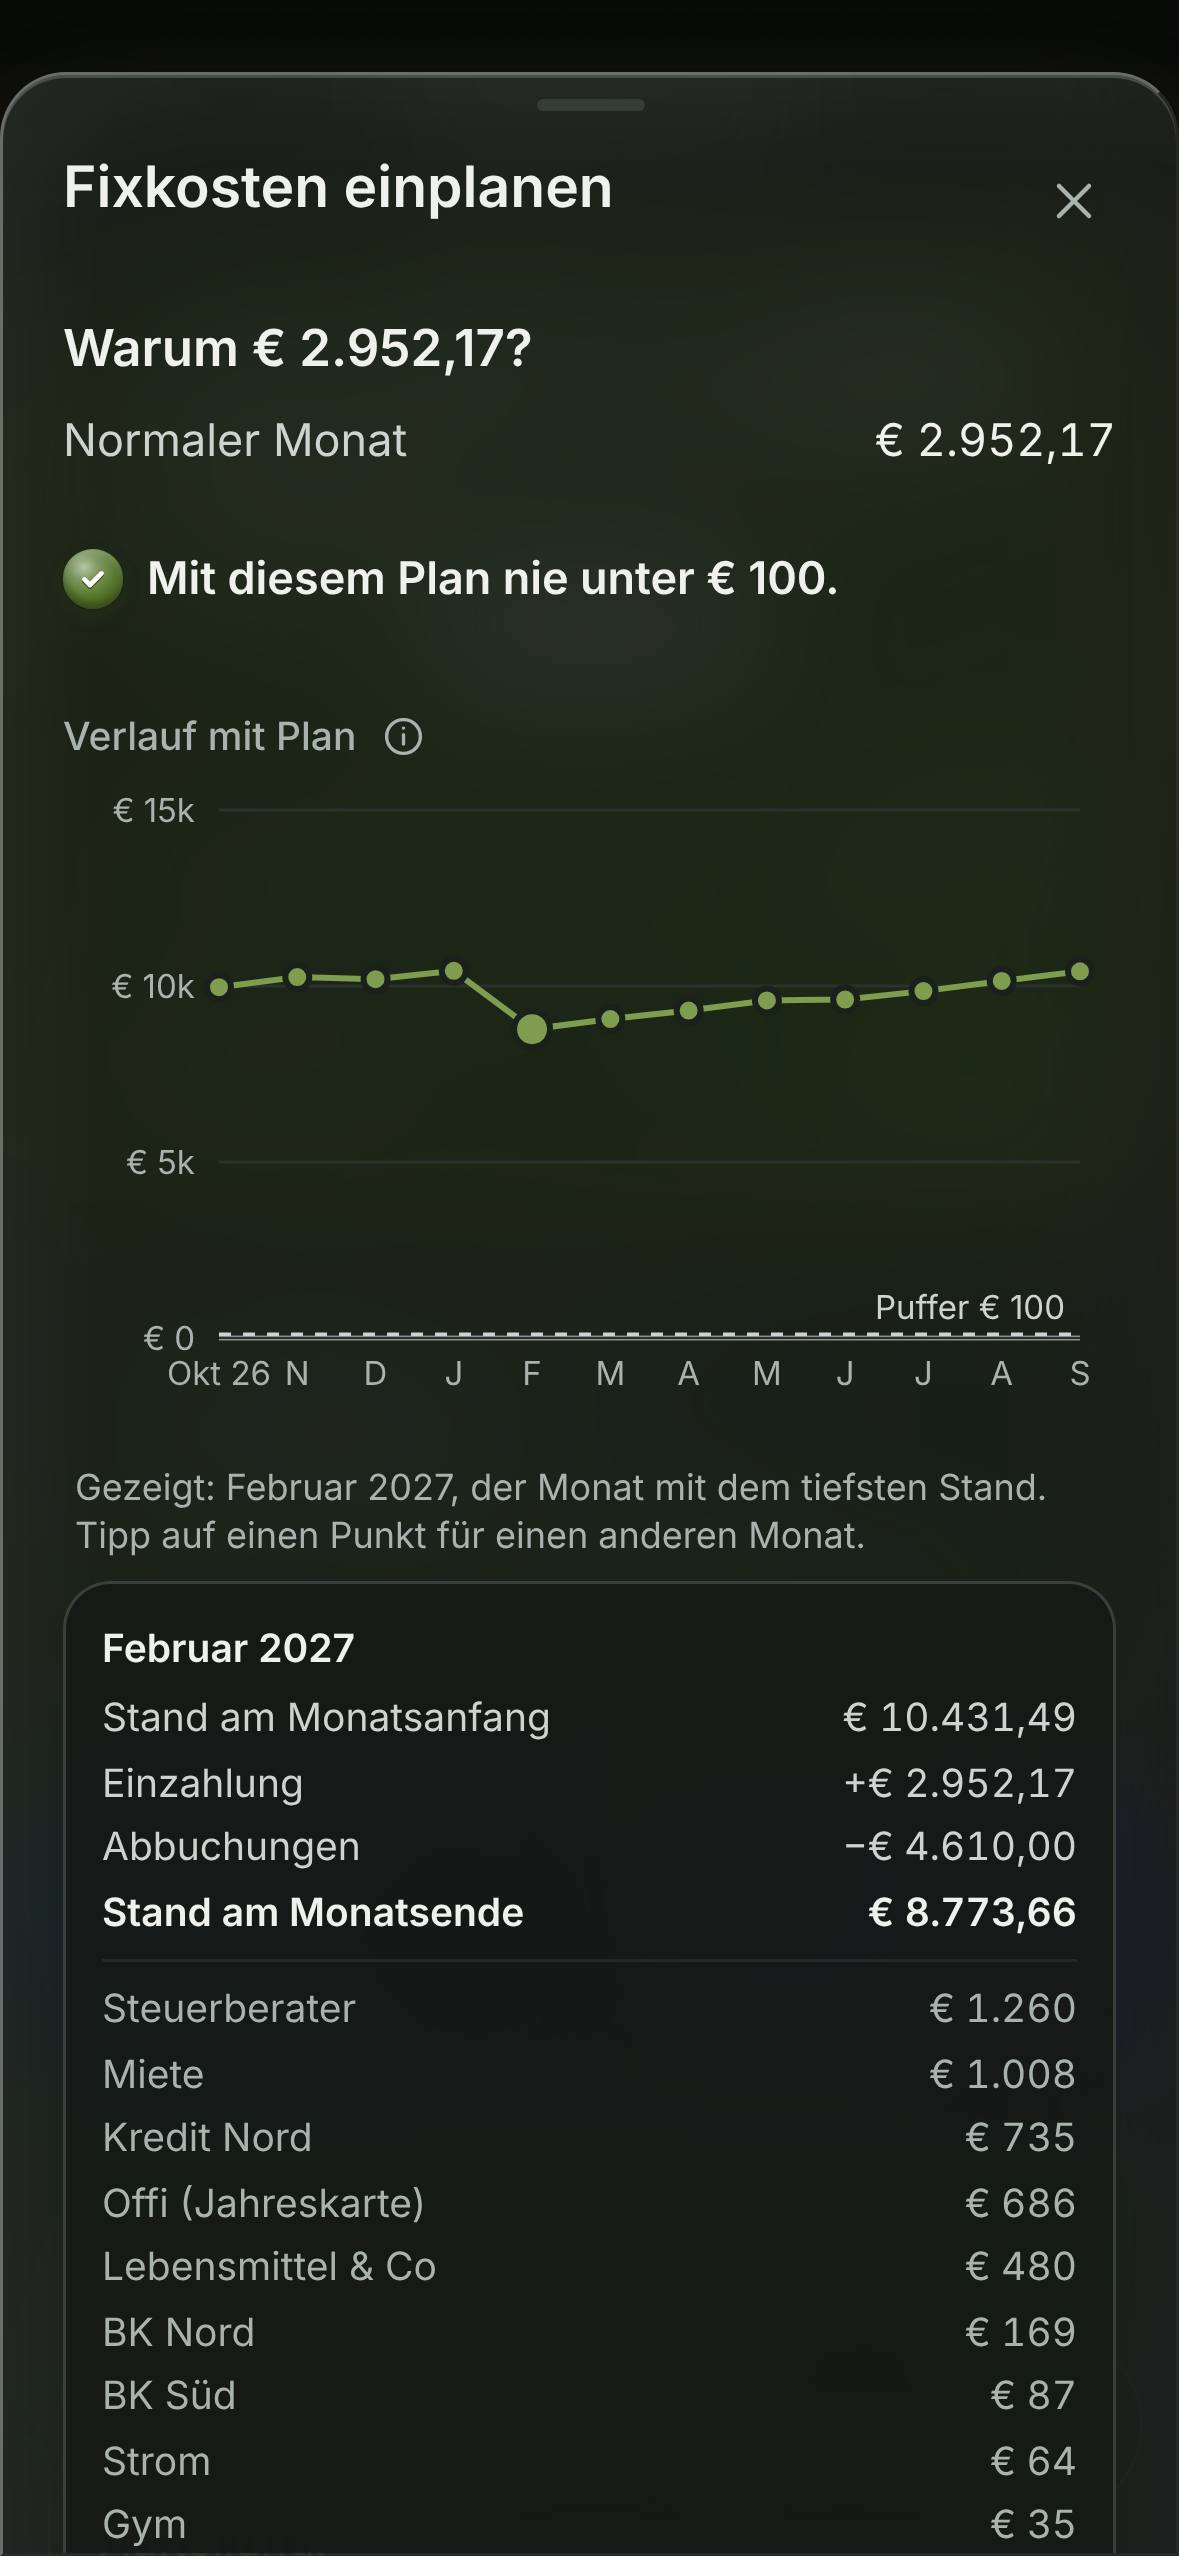 Fixkosten einplanen
Warum € 2.952,17?
Normaler Monat € 2.952,17
Mit diesem Plan nie unter € 100.
Verlauf mit Plan
€ 15k
€ 10k
€ 5k
Puffer € 100
€ 0
Okt 26 N D J F M A M J J A S
Gezeigt: Februar 2027, der Monat mit dem tiefsten Stand.
Tipp auf einen Punkt für einen anderen Monat.
Februar 2027
Stand am Monatsanfang € 10.431,49
Einzahlung +€ 2.952,17
Abbuchungen −€ 4.610,00
Stand am Monatsende € 8.773,66
Steuerberater € 1.260
Miete € 1.008
Kredit Nord € 735
Offi (Jahreskarte) € 686
Lebensmittel & Co € 480
BK Nord € 169
BK Süd € 87
Strom € 64
Gym € 35